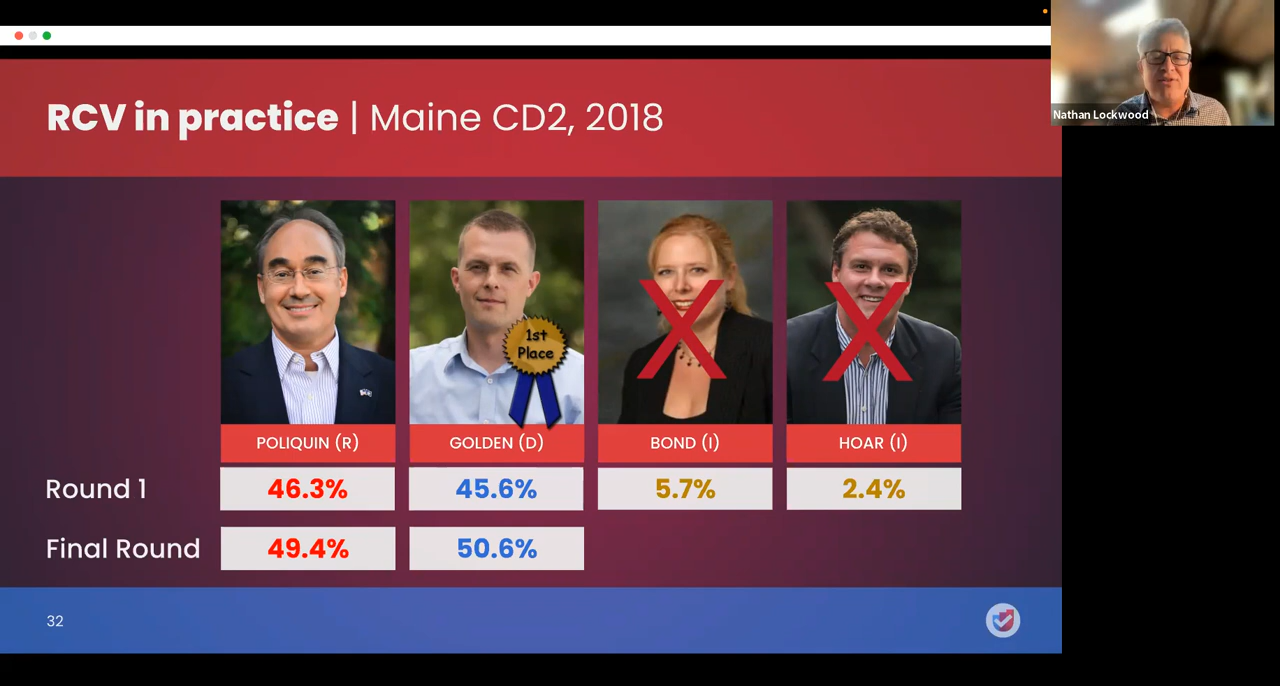 RCV in practice | Maine CD2, 2018
Nathan Lockwood
1st
Place
POLIQUIN (R)
GOLDEN (D)
BOND (I)
HOAR (I)
Round 1
46.3%
45.6%
5.7%
2.4%
Final Round
49.4%
50.6%
32